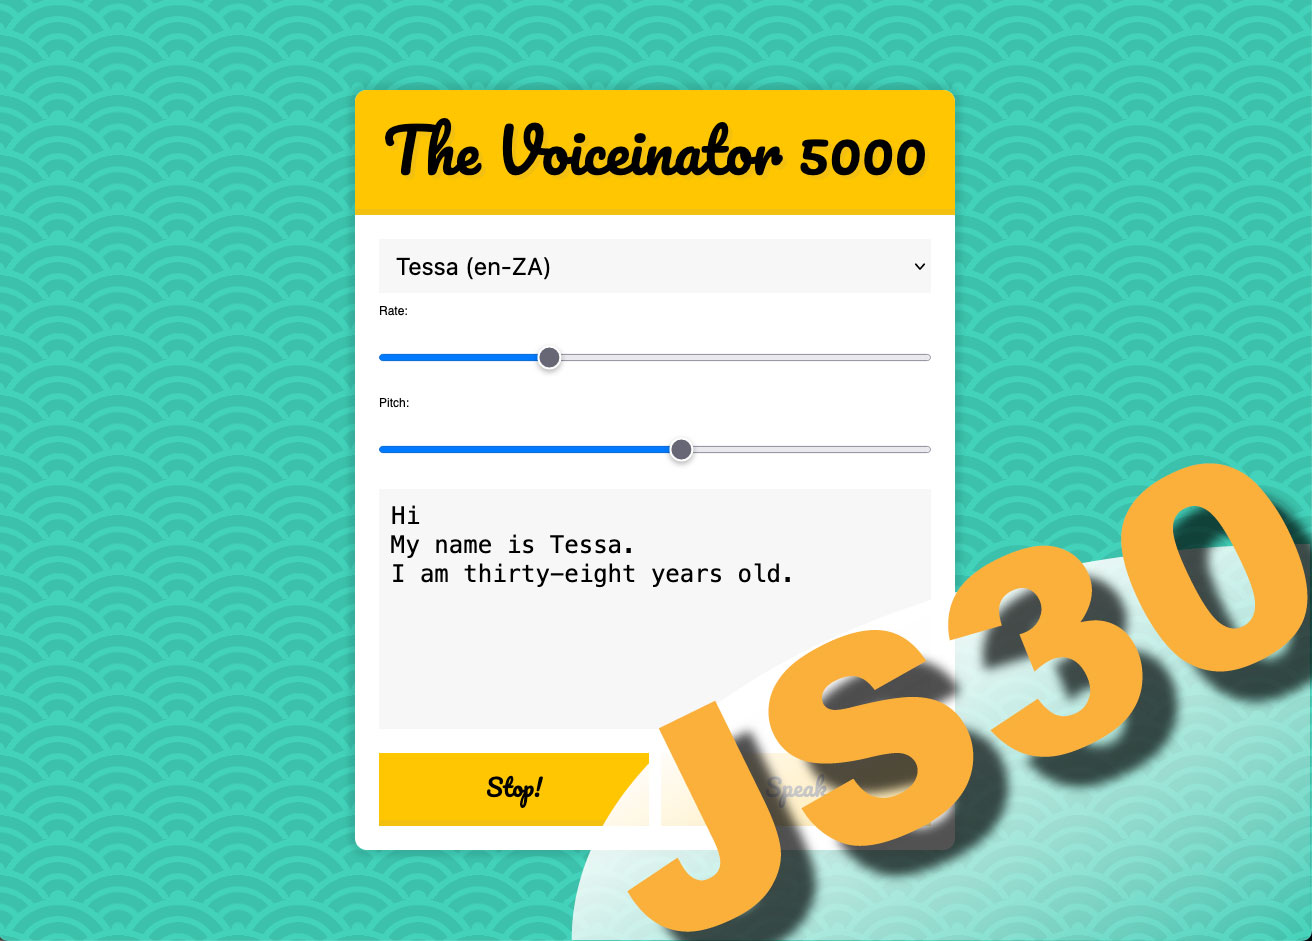 The Voiceinator 5000
Tessa (en-ZA)
Rate:
Pitch:
Hi
My name is Tessa.
I am thirty-eight years old.
Stop!
Speak
JS30